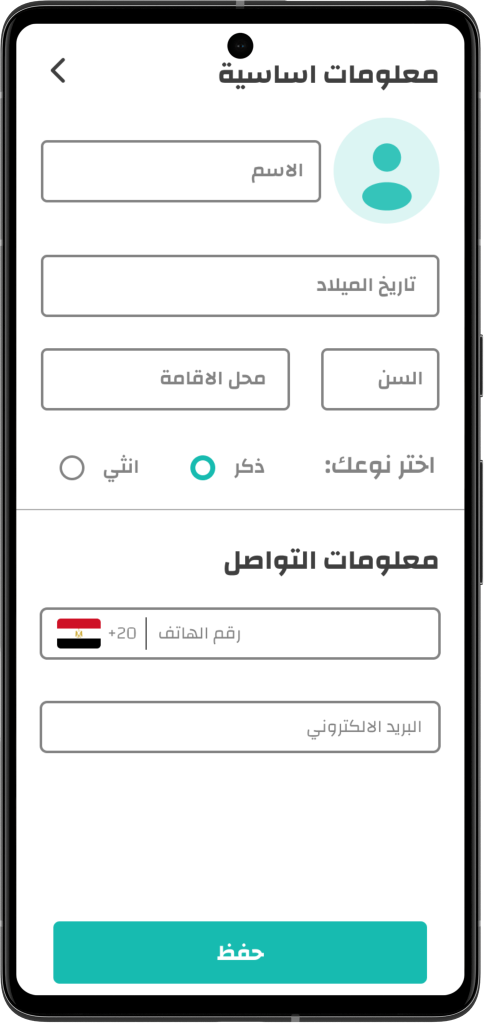 معلومات اساسية
الاسم
تاريخ الميلاد
السن
محل الاقامة
اختر نوعك: ذكر انثي
معلومات التواصل
+20 رقم الهاتف
البريد الالكتروني
حفظ